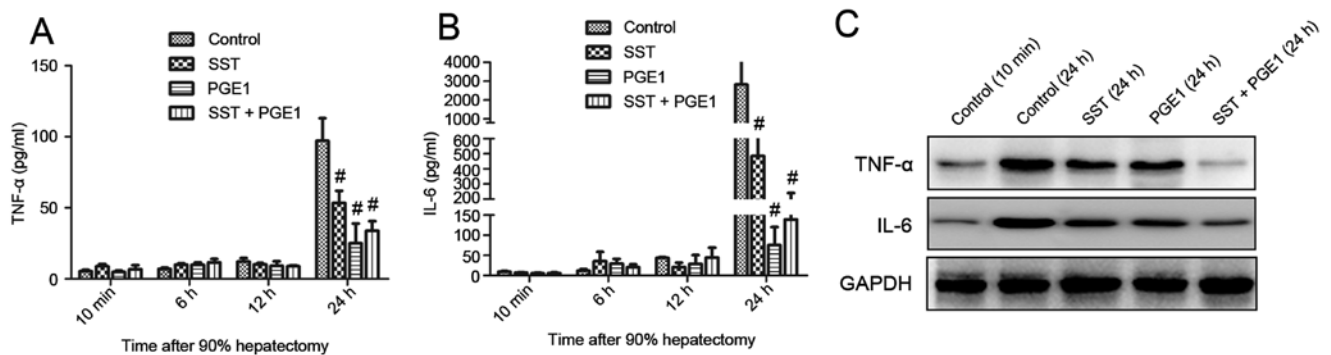 A
Control
SST
PGE1
SST + PGE1
150
100
50
0
TNF-α (pg/ml)
#
#
#
10 min
6 h
12 h
24 h
Time after 90% hepatectomy
B
Control
SST
PGE1
SST + PGE1
4000
3000
2000
1000
600
500
400
300
200
150
100
50
0
IL-6 (pg/ml)
#
#
#
10 min
6 h
12 h
24 h
Time after 90% hepatectomy
C
Control (10 min)
Control (24 h)
SST (24 h)
PGE1 (24 h)
SST + PGE1 (24 h)
TNF-α
IL-6
GAPDH